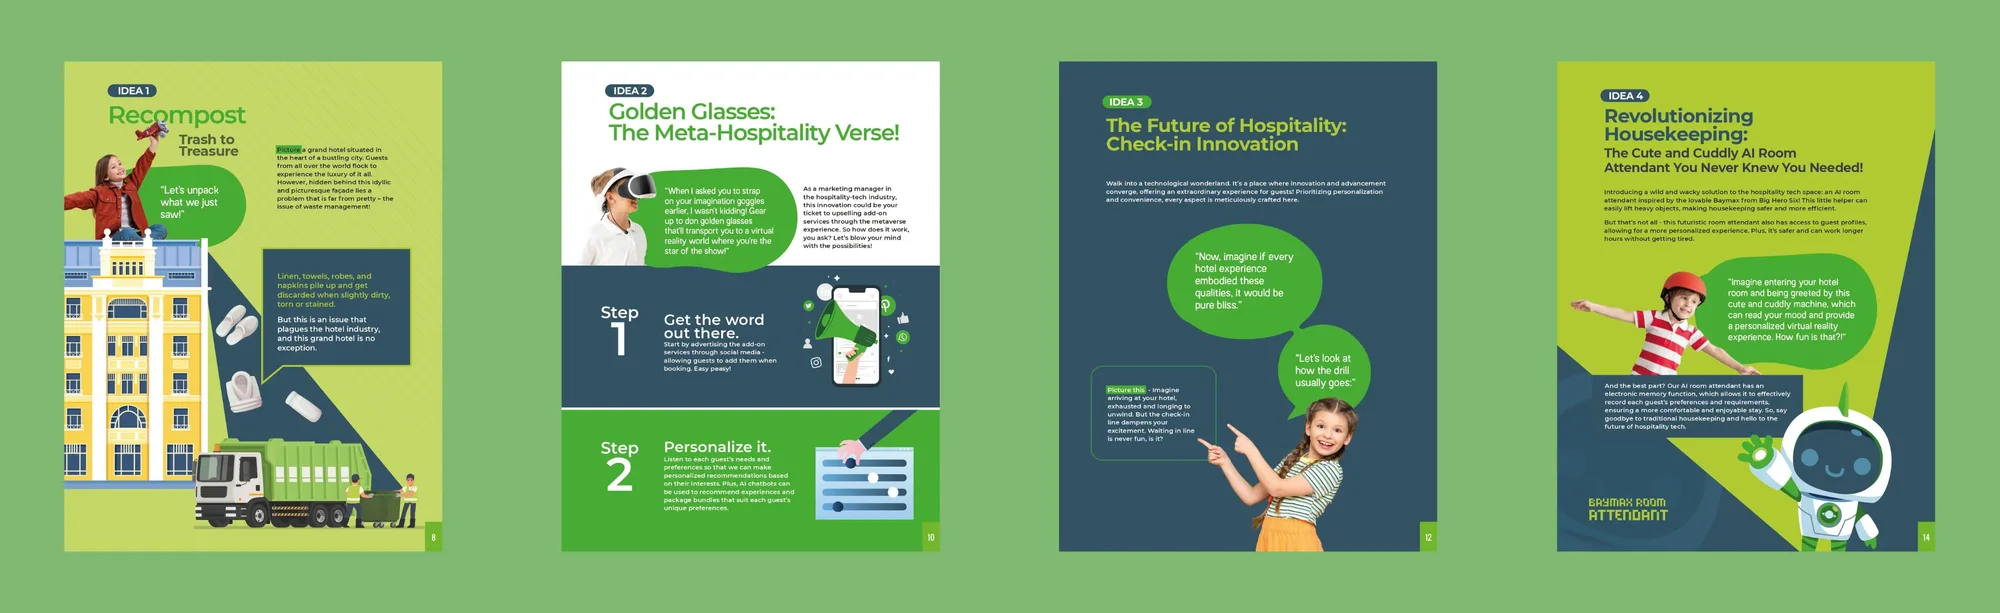 IDEA 1
Recompost
Trash to
Treasure
"Let's unpack
what we just
saw!"
Picture a grand hotel situated in
the heart of a bustling city. Guests
from all over the world flock to
experience the luxury of it all.
However, hidden behind this idyllic
and picturesque façade lies a
problem that is far from pretty – the
issue of waste management!
Linen, towels, robes, and
napkins pile up and get
discarded when slightly dirty,
torn or stained.
But this is an issue that
plagues the hotel industry,
and this grand hotel is no
exception.
8
IDEA 2
Golden Glasses:
The Meta-Hospitality Verse!
"When I asked you to strap
on your imagination goggles
earlier, I wasn't kidding! Gear
up to don golden glasses
that'll transport you to a virtual
reality world where you're the
star of the show!"
As a marketing manager in
the hospitality-tech industry,
this innovation could be your
ticket to upselling add-on
services through the metaverse
experience. So how does it work,
you ask? Let's blow your mind
with the possibilities!
Step
1
Get the word
out there.
Start by advertising the add-on
services through social media -
allowing guests to add them when
booking. Easy peasy!
Step
2
Personalize it.
Listen to each guest's needs and
preferences so that we can make
personalized recommendations based
on their interests. Plus, AI chatbots can
be used to recommend experiences and
package bundles that suit each guest's
unique preferences.
10
IDEA 3
The Future of Hospitality:
Check-in Innovation
Walk into a technological wonderland. It's a place where innovation and advancement
converge, offering an extraordinary experience for guests! Prioritizing personalization
and convenience, every aspect is meticulously crafted here.
"Now, imagine if every
hotel experience
embodied these
qualities, it would be
pure bliss."
"Let's look at
how the drill
usually goes:"
Picture this - Imagine
arriving at your hotel,
exhausted and longing to
unwind. But the check-in
line dampens your
excitement. Waiting in line
is never fun, is it?
12
IDEA 4
Revolutionizing
Housekeeping:
The Cute and Cuddly AI Room
Attendant You Never Knew You Needed!
Introducing a wild and wacky solution to the hospitality tech space: an AI room
attendant inspired by the lovable Baymax from Big Hero Six! This little helper can
easily lift heavy objects, making housekeeping safer and more efficient.
But that's not all - this futuristic room attendant also has access to guest profiles,
allowing for a more personalized experience. Plus, it's safer and can work longer
hours without getting tired.
"Imagine entering your hotel
room and being greeted by this
cute and cuddly machine, which
can read your mood and provide
a personalized virtual reality
experience. How fun is that?!"
And the best part? Our AI room attendant has an
electronic memory function, which allows it to effectively
record each guest's preferences and requirements,
ensuring a more comfortable and enjoyable stay. So, say
goodbye to traditional housekeeping and hello to the
future of hospitality tech.
BAYMAX ROOM
ATTENDANT
14